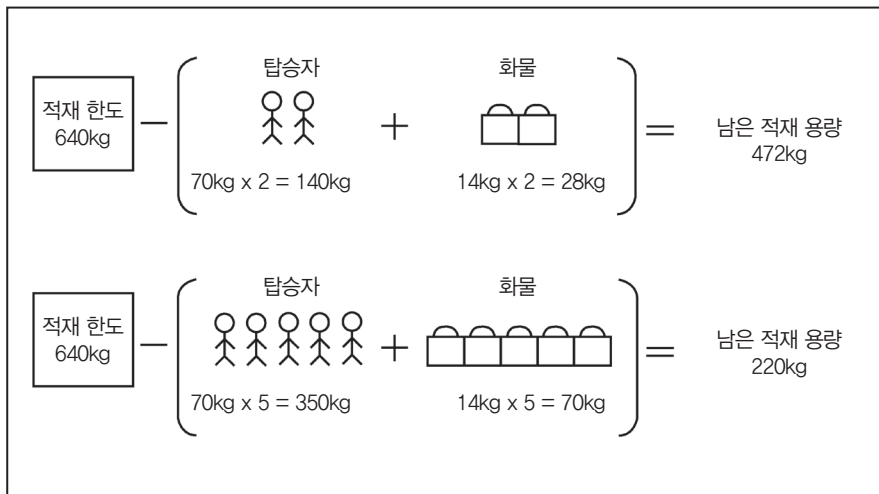 탑승자 화물
적재 한도
640kg
− + =
남은 적재 용량
472kg
70kg x 2 = 140kg 14kg x 2 = 28kg
탑승자 화물
적재 한도
640kg
− + =
남은 적재 용량
220kg
70kg x 5 = 350kg 14kg x 5 = 70kg